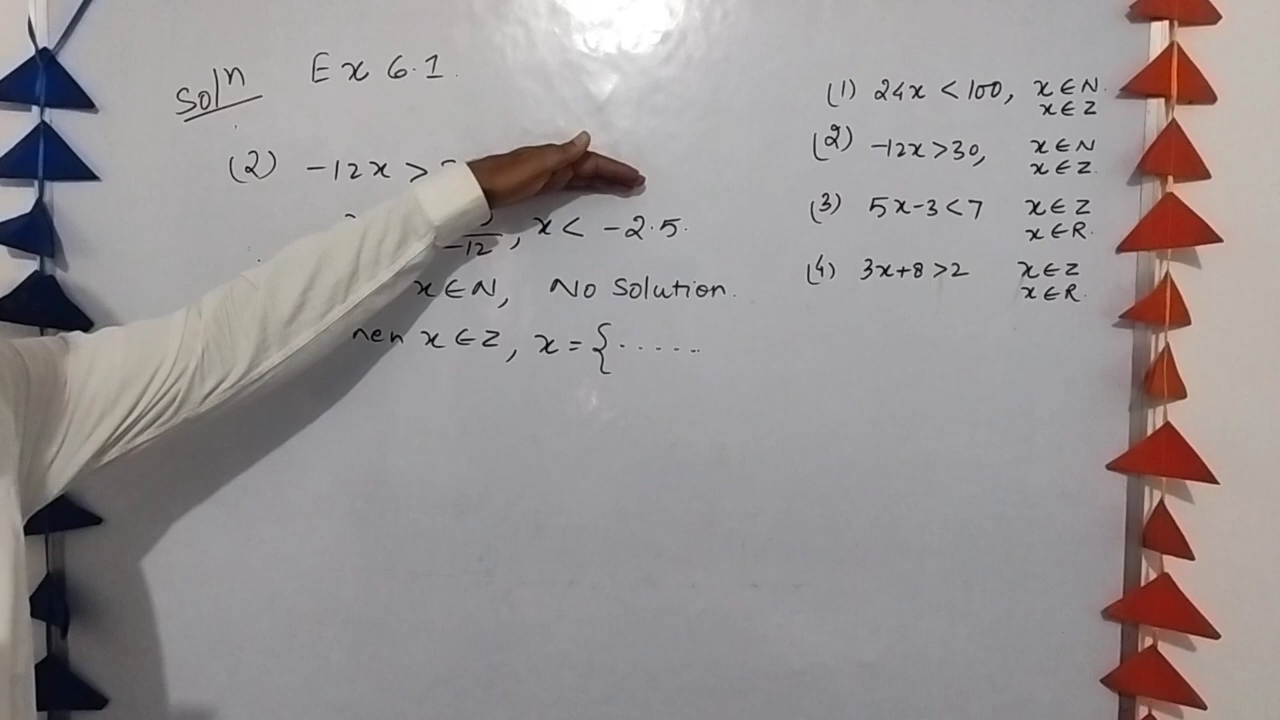 Solⁿ Ex 6.1.
(2) -12x >
-12, x < -2.5.
x ∈ N, No Solution.
x ∈ Z, x = {.....
(1) 24x < 100, x ∈ N.
x ∈ Z
(2) -12x > 30, x ∈ N
x ∈ Z.
(3) 5x-3 < 7 x ∈ Z
x ∈ R.
(4) 3x+8 > 2 x ∈ Z
x ∈ R.